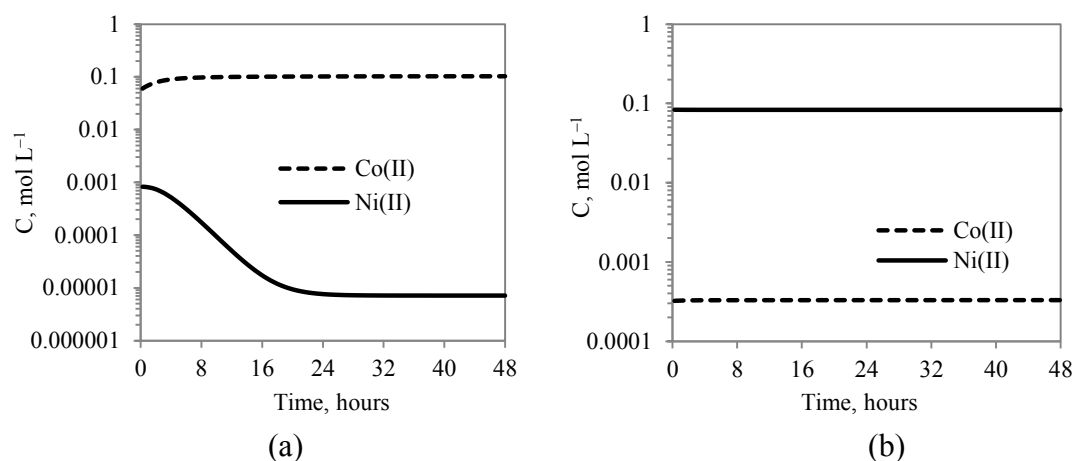 1
0.1
0.01
0.001
0.0001
0.00001
0.000001
C, mol L⁻¹
Co(II)
Ni(II)
0 8 16 24 32 40 48
Time, hours
(a)
1
0.1
0.01
0.001
0.0001
C, mol L⁻¹
Co(II)
Ni(II)
0 8 16 24 32 40 48
Time, hours
(b)